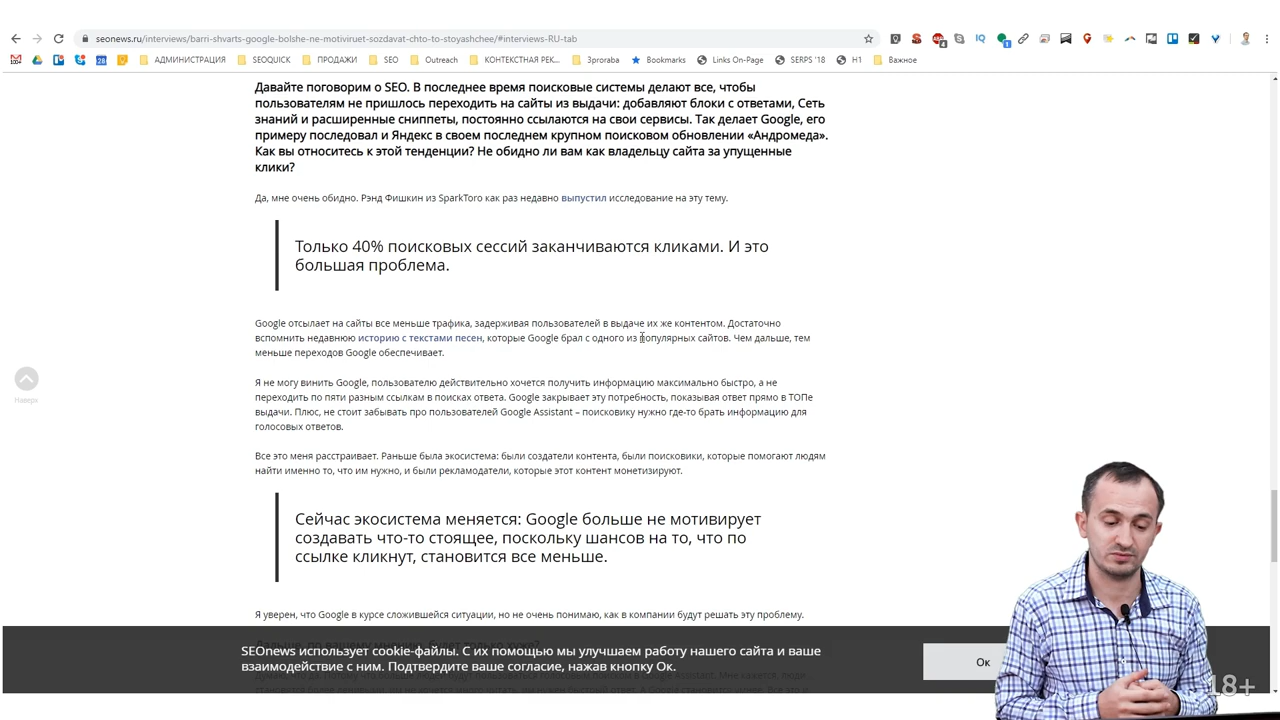 seonews.ru/interviews/barri-shvarts-google-bolshe-ne-motiviruet-sozdavat-chto-to-stoyashchee/#interviews-RU-tab
АДМИНИСТРАЦИЯ SEOQUICK ПРОДАЖИ SEO Outreach КОНТЕКСТНАЯ РЕК... 3proraba Bookmarks Links On-Page SERPS '18 H1 Важное
Давайте поговорим о SEO. В последнее время поисковые системы делают все, чтобы
пользователям не пришлось переходить на сайты из выдачи: добавляют блоки с ответами, Сеть
знаний и расширенные сниппеты, постоянно ссылаются на свои сервисы. Так делает Google, его
примеру последовал и Яндекс в своем последнем крупном поисковом обновлении «Андромеда».
Как вы относитесь к этой тенденции? Не обидно ли вам как владельцу сайта за упущенные
клики?
Да, мне очень обидно. Рэнд Фишкин из SparkToro как раз недавно выпустил исследование на эту тему.
Только 40% поисковых сессий заканчиваются кликами. И это
большая проблема.
Google отсылает на сайты все меньше трафика, задерживая пользователей в выдаче их же контентом. Достаточно
вспомнить недавнюю историю с текстами песен, которые Google брал с одного из популярных сайтов. Чем дальше, тем
меньше переходов Google обеспечивает.
Я не могу винить Google, пользователю действительно хочется получить информацию максимально быстро, а не
переходить по пяти разным ссылкам в поисках ответа. Google закрывает эту потребность, показывая ответ прямо в ТОПе
выдачи. Плюс, не стоит забывать про пользователей Google Assistant – поисковику нужно где-то брать информацию для
голосовых ответов.
Наверх
Все это меня расстраивает. Раньше была экосистема: были создатели контента, были поисковики, которые помогают людям
найти именно то, что им нужно, и были рекламодатели, которые этот контент монетизируют.
Сейчас экосистема меняется: Google больше не мотивирует
создавать что-то стоящее, поскольку шансов на то, что по
ссылке кликнут, становится все меньше.
Я уверен, что Google в курсе сложившейся ситуации, но не очень понимаю, как в компании будут решать эту проблему.
SEOnews использует cookie-файлы. С их помощью мы улучшаем работу нашего сайта и ваше
взаимодействие с ним. Подтвердите ваше согласие, нажав кнопку Ок.
Ок
18+